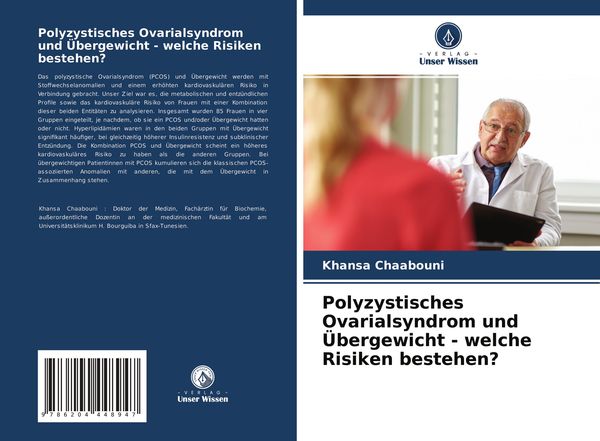 Polyzystisches Ovarialsyndrom
und Übergewicht - welche Risiken
bestehen?
Das polyzystische Ovarialsyndrom (PCOS) und Übergewicht werden mit
Stoffwechselanomalien und einem erhöhten kardiovaskulären Risiko in
Verbindung gebracht. Unser Ziel war es, die metabolischen und entzündlichen
Profile sowie das kardiovaskuläre Risiko von Frauen mit einer Kombination
dieser beiden Entitäten zu analysieren. Insgesamt wurden 85 Frauen in vier
Gruppen eingeteilt, je nachdem, ob sie ein PCOS und/oder Übergewicht hatten
oder nicht. Hyperlipidämien waren in den beiden Gruppen mit Übergewicht
signifikant häufiger, bei gleichzeitig höherer Insulinresistenz und subklinischer
Entzündung. Die Kombination PCOS und Übergewicht scheint ein höheres
kardiovaskuläres Risiko zu haben als die anderen Gruppen. Bei
übergewichtigen Patientinnen mit PCOS kumulieren sich die klassischen PCOS-
assoziierten Anomalien mit anderen, die mit dem Übergewicht in
Zusammenhang stehen.
Khansa Chaabouni : Doktor der Medizin, Fachärztin für Biochemie,
außerordentliche Dozentin an der medizinischen Fakultät und am
Universitätsklinikum H. Bourguiba in Sfax-Tunesien.
9 786204 448947
VERLAG
Unser Wissen
VERLAG
Unser Wissen
Khansa Chaabouni
Polyzystisches
Ovarialsyndrom und
Übergewicht - welche
Risiken bestehen?